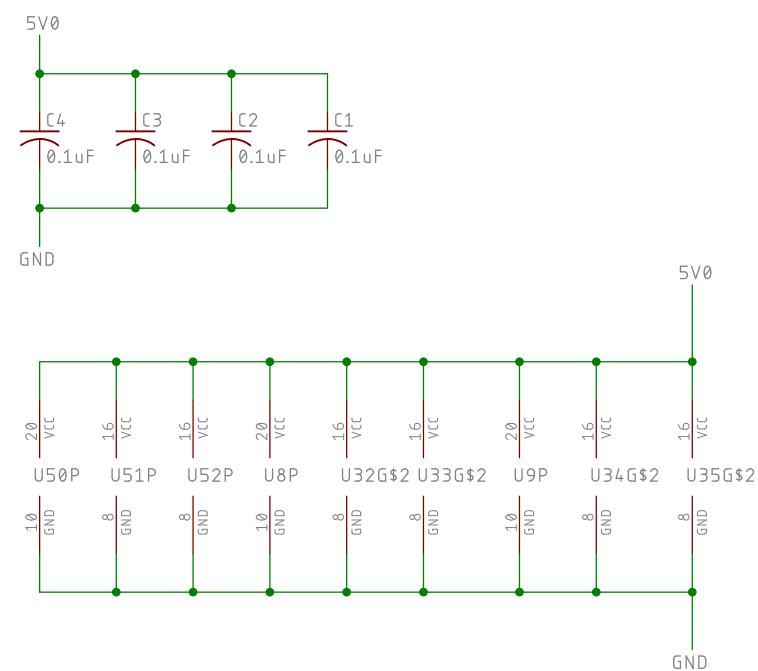 5V0
C4 C3 C2 C1
0.1uF 0.1uF 0.1uF 0.1uF
GND
5V0
20 VCC 16 VCC 16 VCC 20 VCC 16 VCC 16 VCC 20 VCC 16 VCC 16 VCC
U50P U51P U52P U8P U32G$2 U33G$2 U9P U34G$2 U35G$2
10 GND 8 GND 8 GND 10 GND 8 GND 8 GND 10 GND 8 GND 8 GND
GND